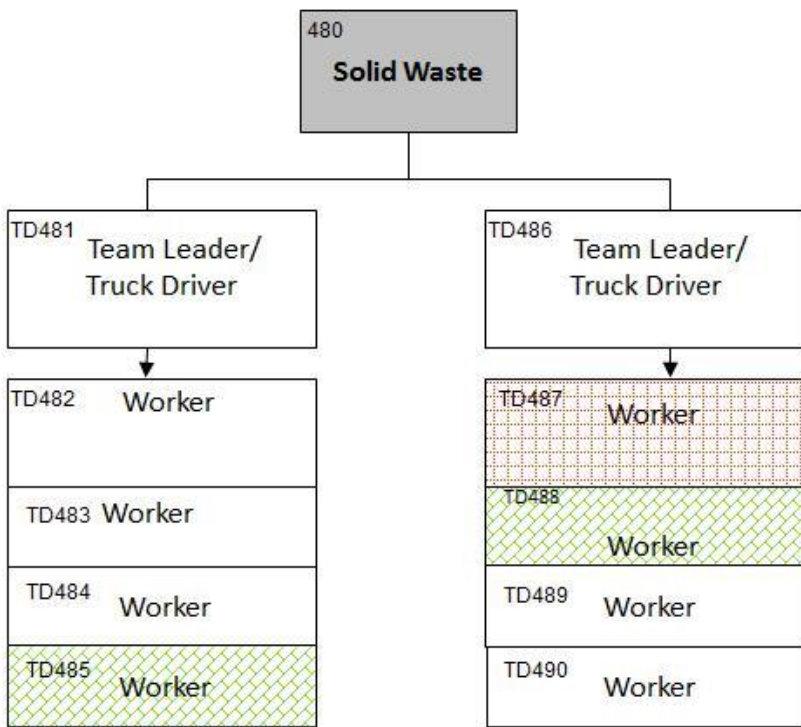 480
Solid Waste
TD481
Team Leader/
Truck Driver
TD482
Worker
TD483 Worker
TD484
Worker
TD485
Worker
TD486
Team Leader/
Truck Driver
TD487
Worker
TD488
Worker
TD489
Worker
TD490
Worker